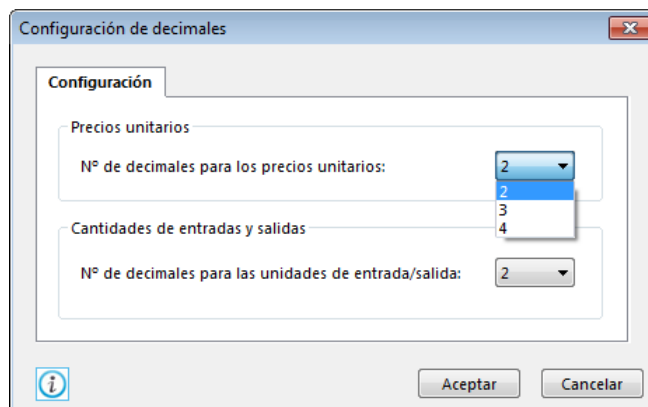 Configuración de decimales
Configuración
Precios unitarios
Nº de decimales para los precios unitarios:
2
2
3
4
Cantidades de entradas y salidas
Nº de decimales para las unidades de entrada/salida:
2
Aceptar
Cancelar